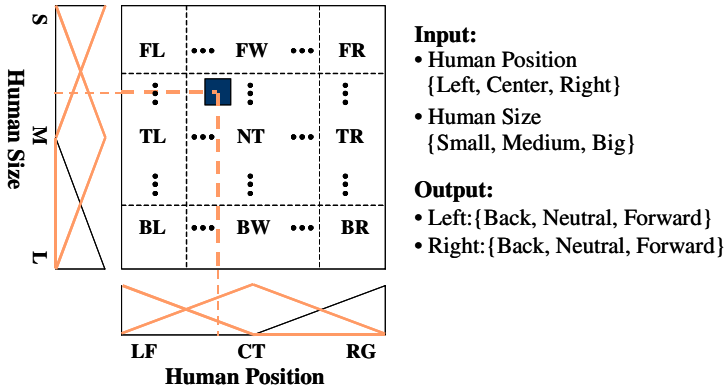 S
M
L
Human Size
FL ••• FW ••• FR
TL ••• NT ••• TR
BL ••• BW ••• BR
LF CT RG
Human Position
Input:
• Human Position
{Left, Center, Right}
• Human Size
{Small, Medium, Big}
Output:
• Left:{Back, Neutral, Forward}
• Right:{Back, Neutral, Forward}